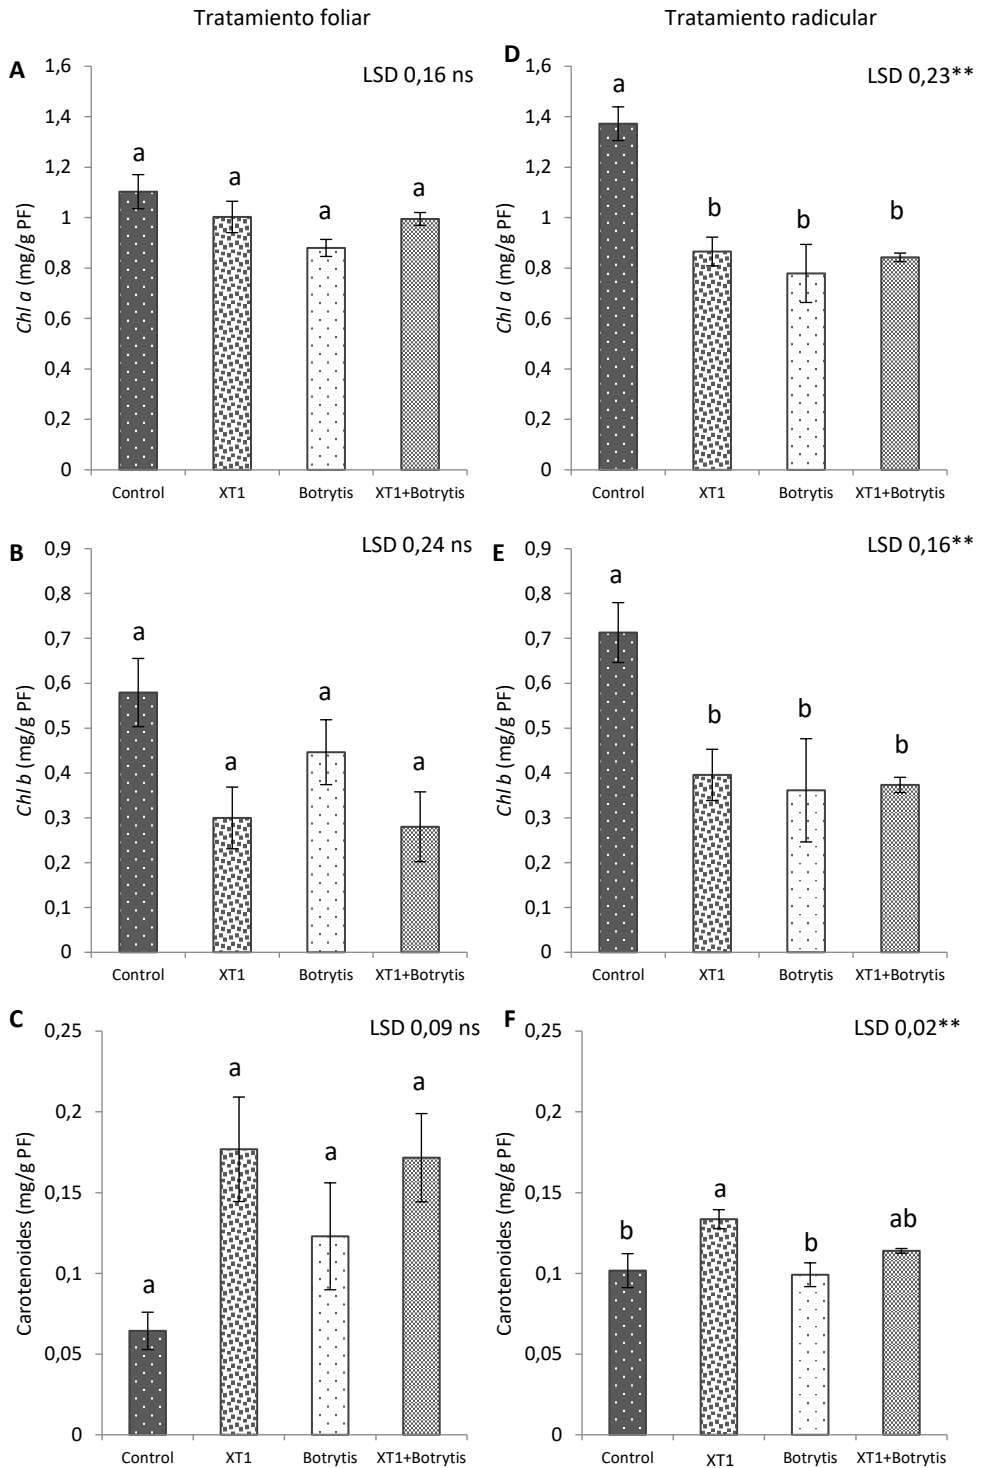 Tratamiento foliar
Tratamiento radicular
A
LSD 0,16 ns
Chl a (mg/g PF)
1,6
1,4
1,2
1
0,8
0,6
0,4
0,2
0
a
a
a
a
Control
XT1
Botrytis
XT1+Botrytis
D
LSD 0,23**
Chl a (mg/g PF)
1,6
1,4
1,2
1
0,8
0,6
0,4
0,2
0
a
b
b
b
Control
XT1
Botrytis
XT1+Botrytis
B
LSD 0,24 ns
Chl b (mg/g PF)
0,9
0,8
0,7
0,6
0,5
0,4
0,3
0,2
0,1
0
a
a
a
a
Control
XT1
Botrytis
XT1+Botrytis
E
LSD 0,16**
Chl b (mg/g PF)
0,9
0,8
0,7
0,6
0,5
0,4
0,3
0,2
0,1
0
a
b
b
b
Control
XT1
Botrytis
XT1+Botrytis
C
LSD 0,09 ns
Carotenoides (mg/g PF)
0,25
0,2
0,15
0,1
0,05
0
a
a
a
a
Control
XT1
Botrytis
XT1+Botrytis
F
LSD 0,02**
Carotenoides (mg/g PF)
0,25
0,2
0,15
0,1
0,05
0
b
a
b
ab
Control
XT1
Botrytis
XT1+Botrytis